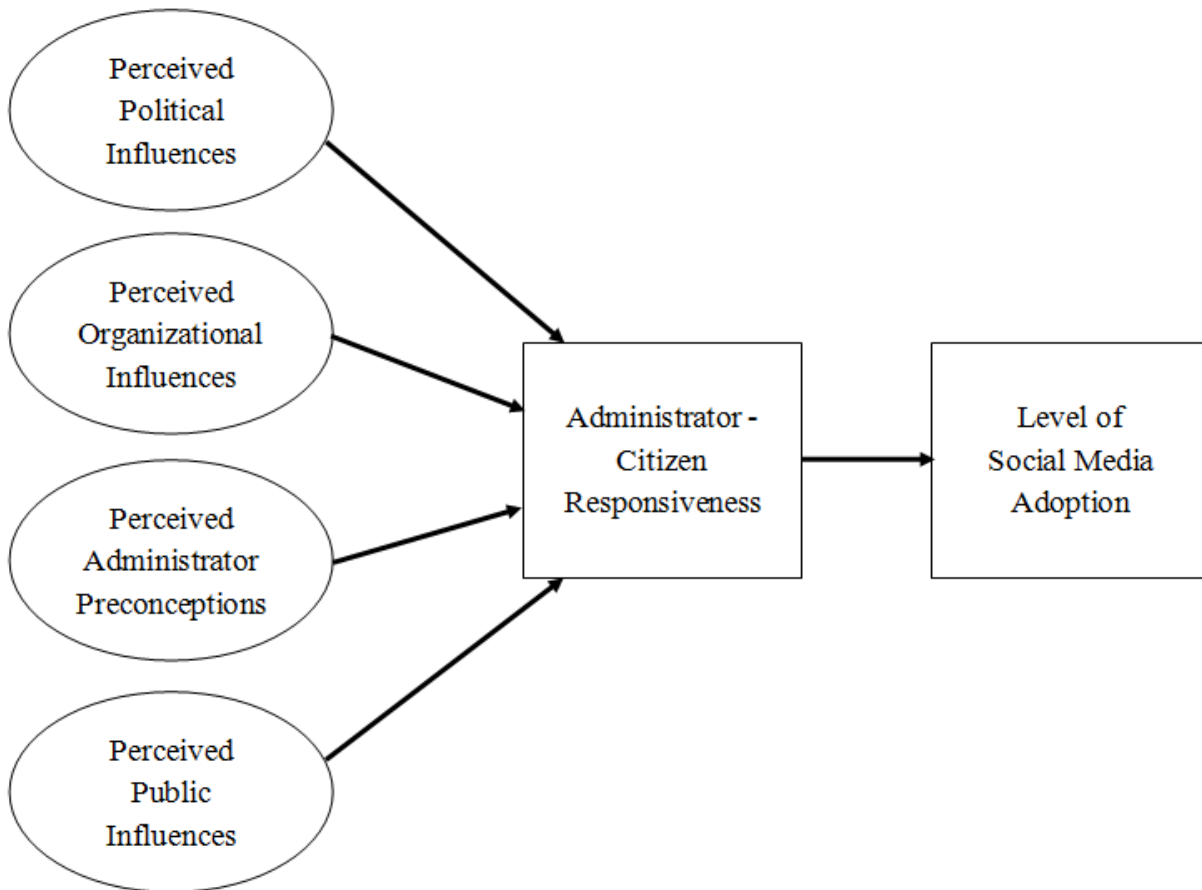 Perceived
Political
Influences
Perceived
Organizational
Influences
Perceived
Administrator
Preconceptions
Perceived
Public
Influences
Administrator -
Citizen
Responsiveness
Level of
Social Media
Adoption